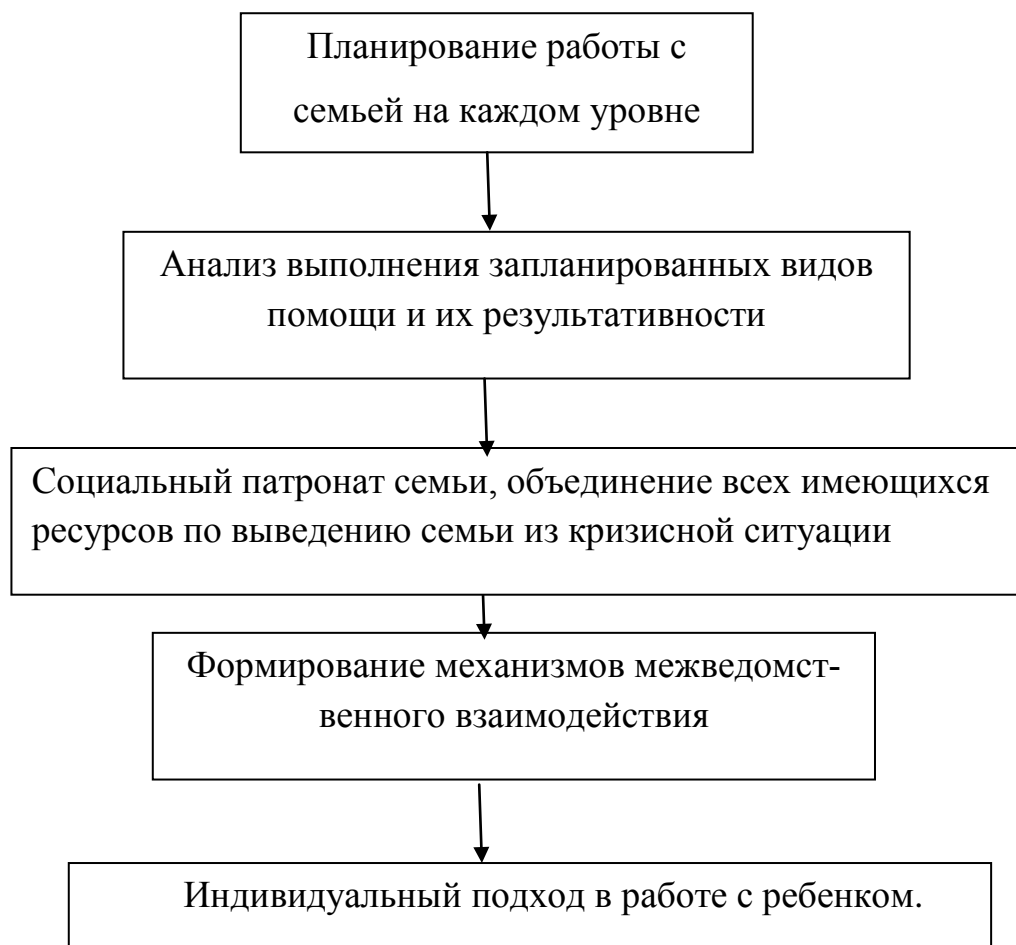 Планирование работы с
семьей на каждом уровне
Анализ выполнения запланированных видов
помощи и их результативности
Социальный патронат семьи, объединение всех имеющихся
ресурсов по выведению семьи из кризисной ситуации
Формирование механизмов межведомст-
венного взаимодействия
Индивидуальный подход в работе с ребенком.